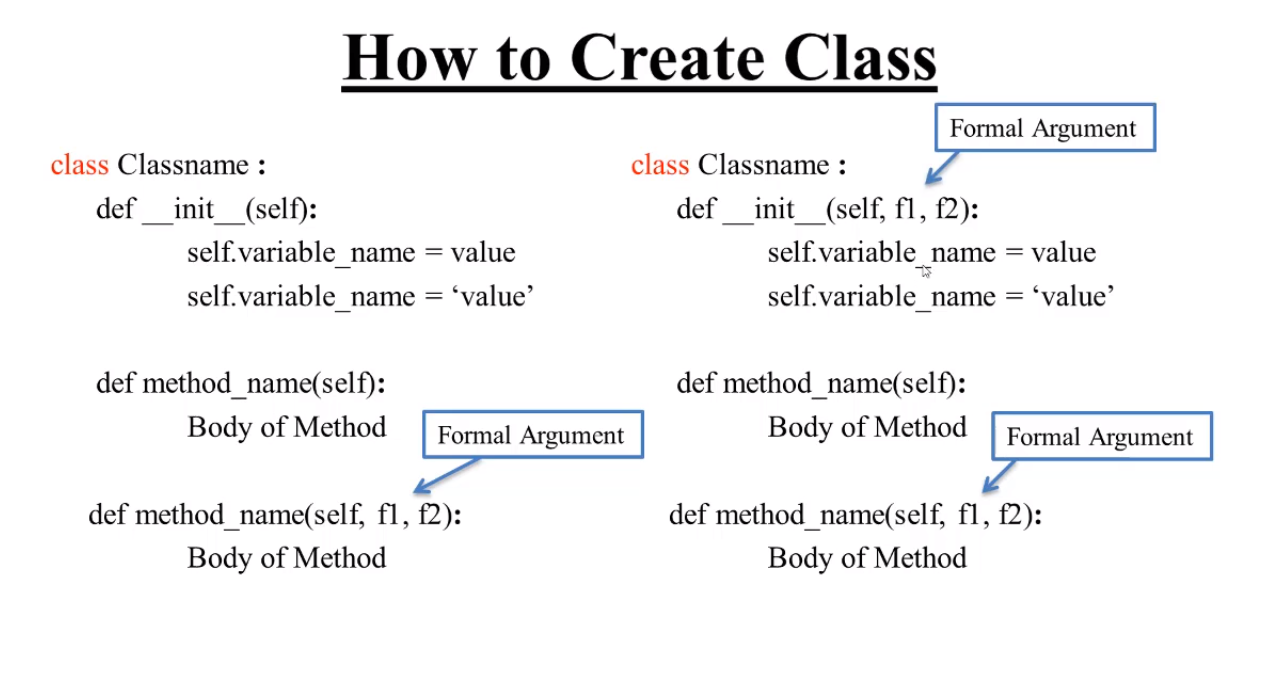 How to Create Class
class Classname :
def __init__(self):
self.variable_name = value
self.variable_name = ‘value’
def method_name(self):
Body of Method
Formal Argument
def method_name(self, f1, f2):
Body of Method
Formal Argument
class Classname :
def __init__(self, f1, f2):
self.variable_name = value
self.variable_name = ‘value’
def method_name(self):
Body of Method
Formal Argument
def method_name(self, f1, f2):
Body of Method